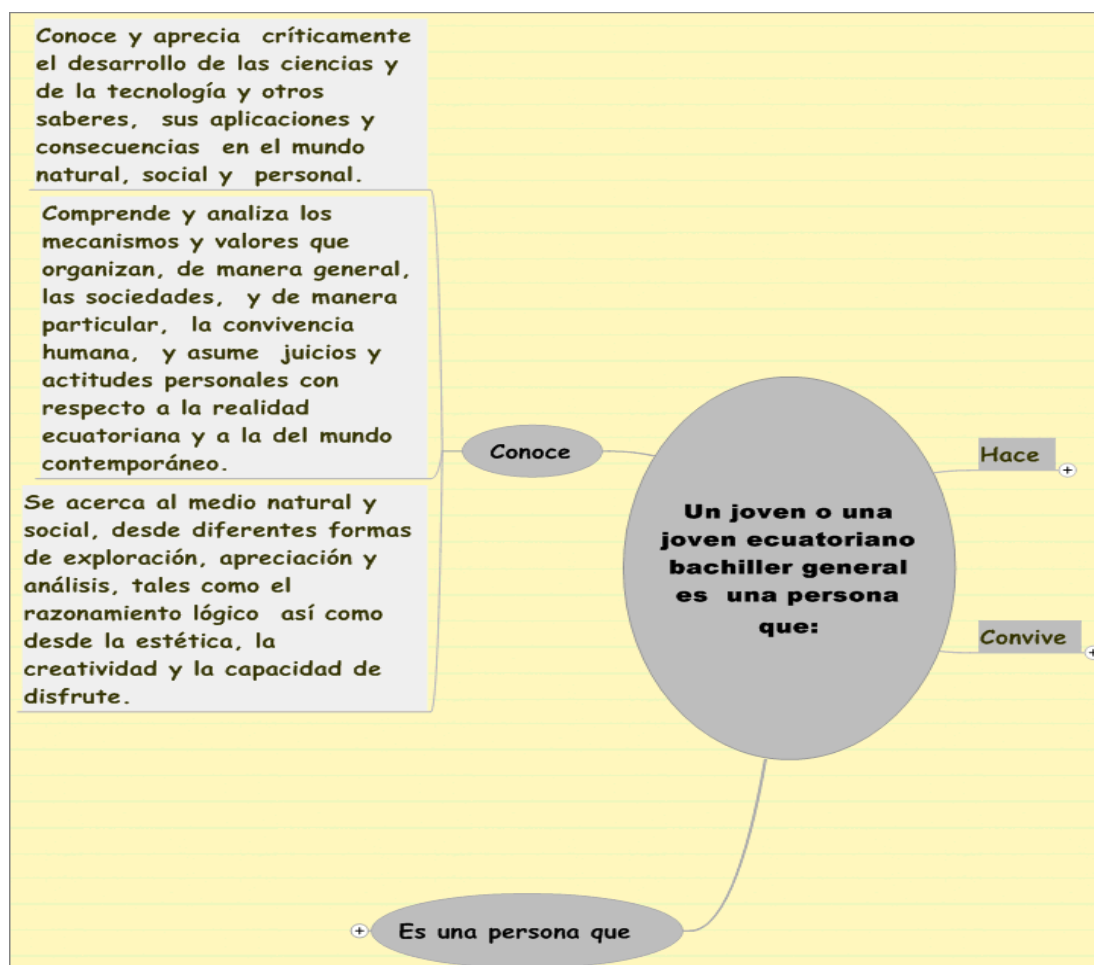 Conoce y aprecia críticamente
el desarrollo de las ciencias y
de la tecnología y otros
saberes, sus aplicaciones y
consecuencias en el mundo
natural, social y personal.
Comprende y analiza los
mecanismos y valores que
organizan, de manera general,
las sociedades, y de manera
particular, la convivencia
humana, y asume juicios y
actitudes personales con
respecto a la realidad
ecuatoriana y a la del mundo
contemporáneo.
Se acerca al medio natural y
social, desde diferentes formas
de exploración, apreciación y
análisis, tales como el
razonamiento lógico así como
desde la estética, la
creatividad y la capacidad de
disfrute.
Conoce
Un joven o una
joven ecuatoriano
bachiller general
es una persona
que:
Hace
Convive
Es una persona que